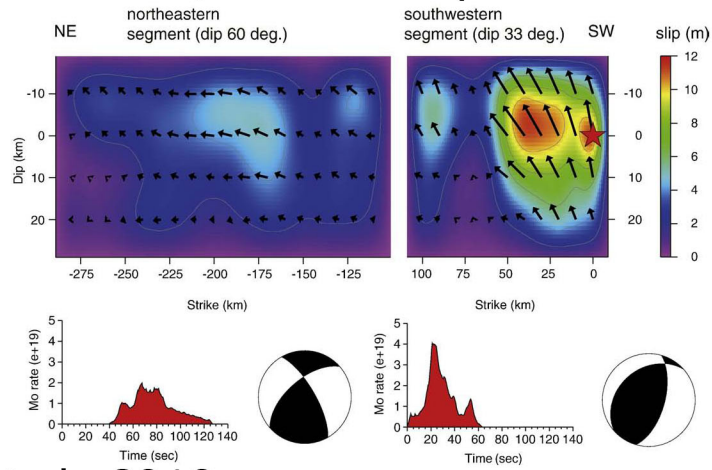 northeastern
segment (dip 60 deg.)
NE
southwestern
segment (dip 33 deg.)
SW
slip (m)
-10
0
10
20
Dip (km)
-275 -250 -225 -200 -175 -150 -125
Strike (km)
100 75 50 25 0
Strike (km)
-10
0
10
20
12
10
8
6
4
2
0
5
4
3
2
1
0
Mo rate (e+19)
0 20 40 60 80 100 120 140
Time (sec)
5
4
3
2
1
0
Mo rate (e+19)
0 20 40 60 80 100 120 140
Time (sec)